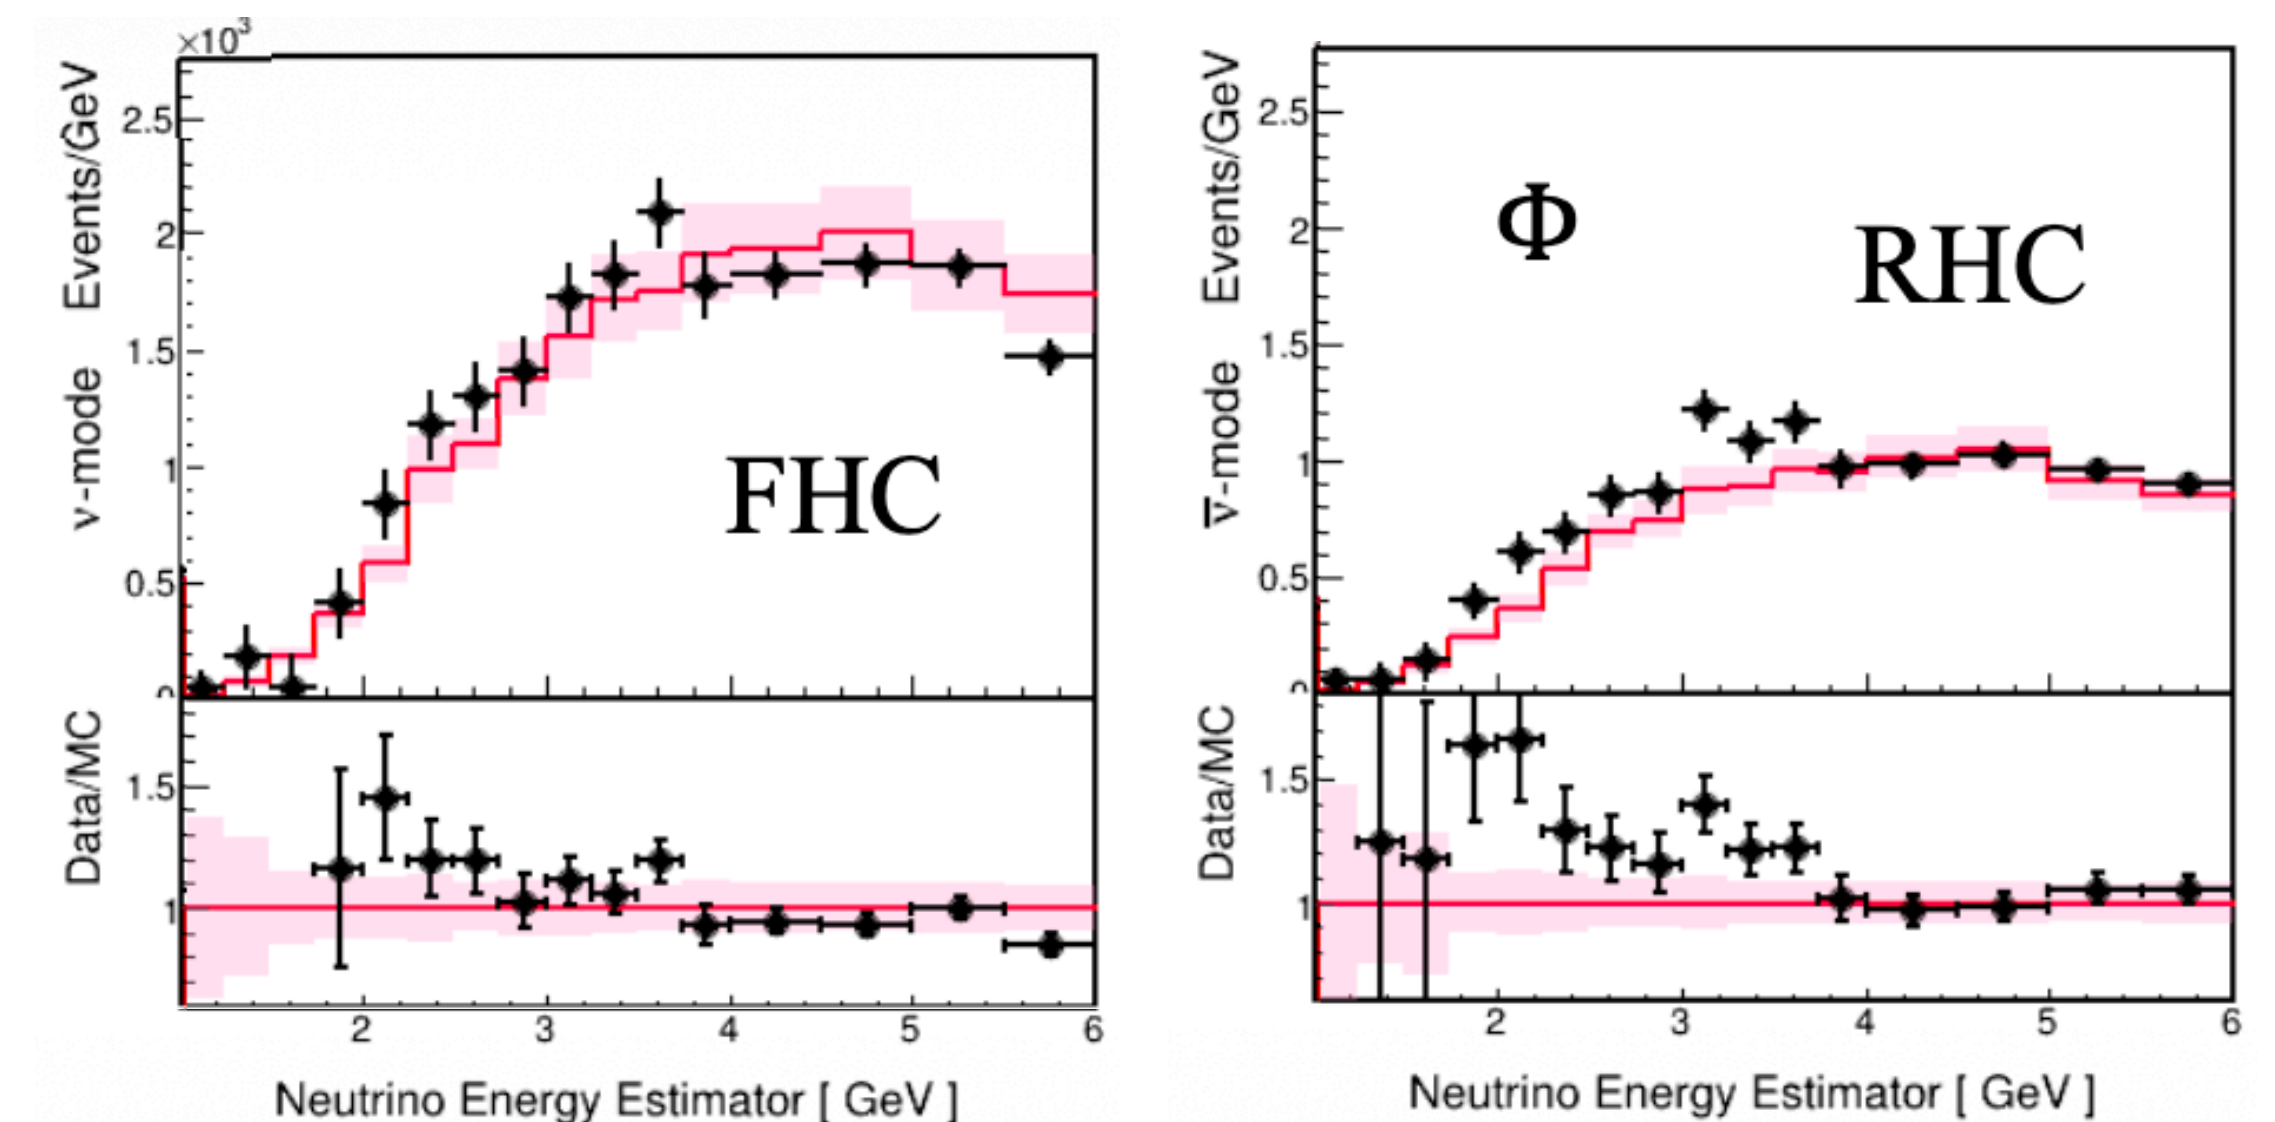 ×10³
ν-mode Events/GeV
2.5
2
1.5
1
0.5
0
FHC
Data/MC
1.5
1
2 3 4 5 6
Neutrino Energy Estimator [ GeV ]
ν̅-mode Events/GeV
2.5
2
1.5
1
0.5
0
Φ
RHC
Data/MC
1.5
1
2 3 4 5 6
Neutrino Energy Estimator [ GeV ]